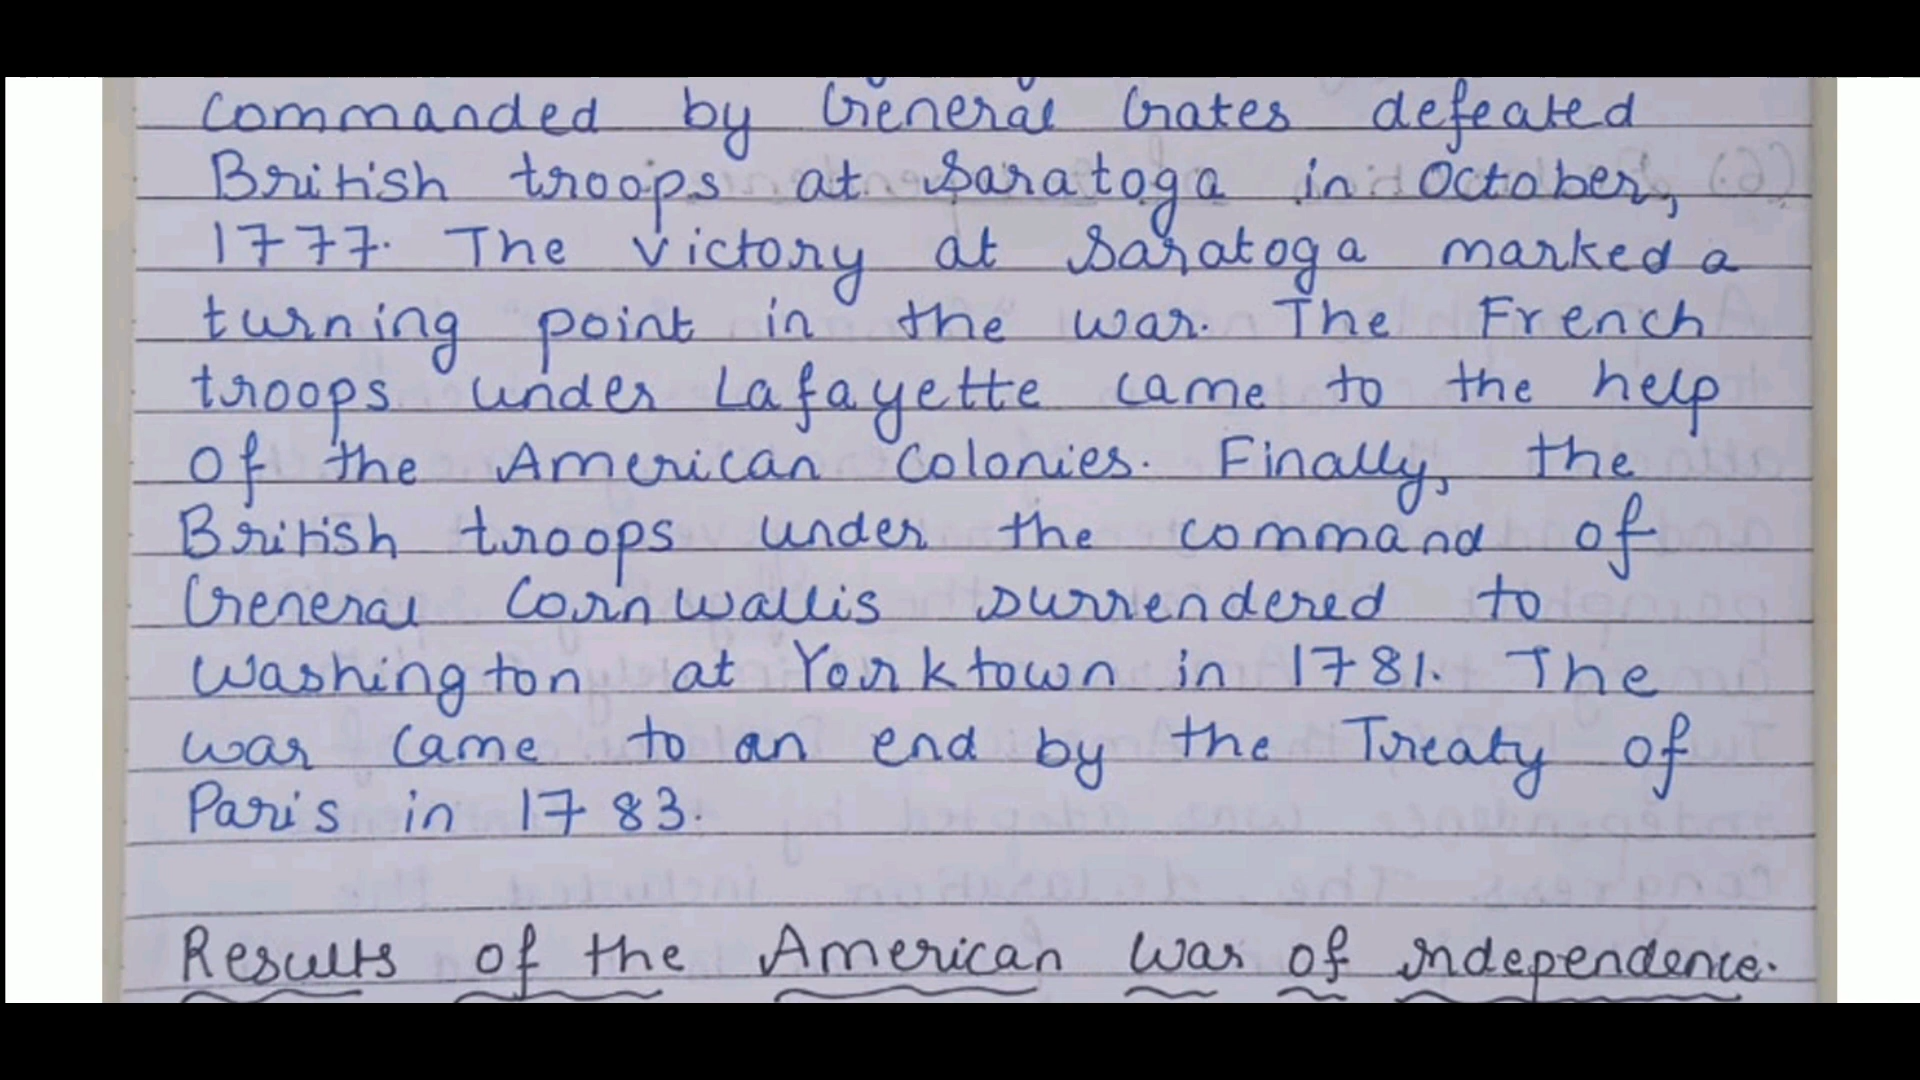 commanded by General Gates defeated
British troops at Saratoga in October,
1777. The victory at Saratoga marked a
turning point in the war. The French
troops under Lafayette came to the help
of the American colonies. Finally, the
British troops under the command of
General Cornwallis surrendered to
Washington at Yorktown in 1781. The
war came to an end by the Treaty of
Paris in 1783.
Results of the American War of independence.